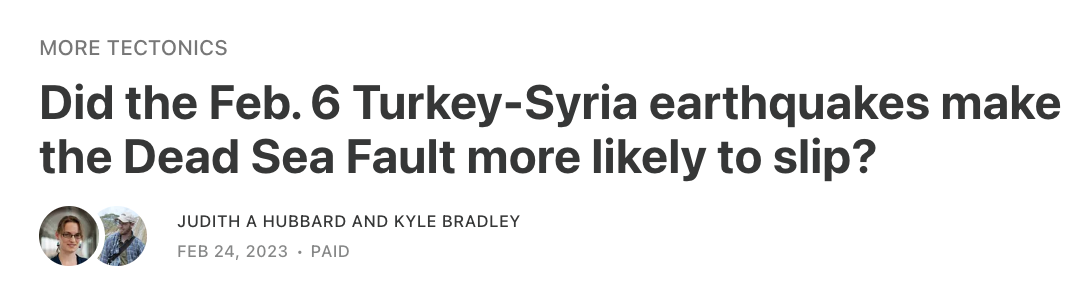 MORE TECTONICS
Did the Feb. 6 Turkey-Syria earthquakes make
the Dead Sea Fault more likely to slip?
JUDITH A HUBBARD AND KYLE BRADLEY
FEB 24, 2023 · PAID